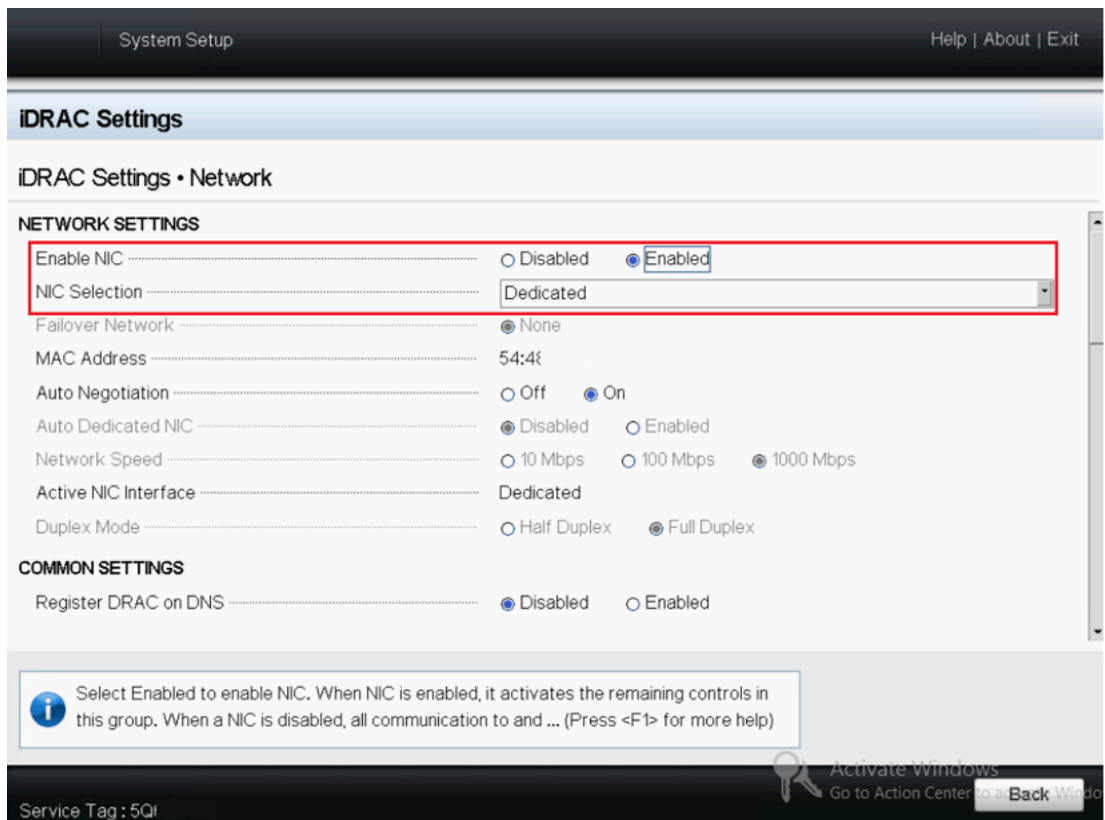 System Setup
Help | About | Exit
iDRAC Settings
iDRAC Settings • Network
NETWORK SETTINGS
Enable NIC Disabled Enabled
NIC Selection Dedicated
Failover Network None
MAC Address 54:48
Auto Negotiation Off On
Auto Dedicated NIC Disabled Enabled
Network Speed 10 Mbps 100 Mbps 1000 Mbps
Active NIC Interface Dedicated
Duplex Mode Half Duplex Full Duplex
COMMON SETTINGS
Register DRAC on DNS Disabled Enabled
Select Enabled to enable NIC. When NIC is enabled, it activates the remaining controls in
this group. When a NIC is disabled, all communication to and ... (Press <F1> for more help)
Activate Windows
Go to Action Center to
Back
Service Tag : 5Q